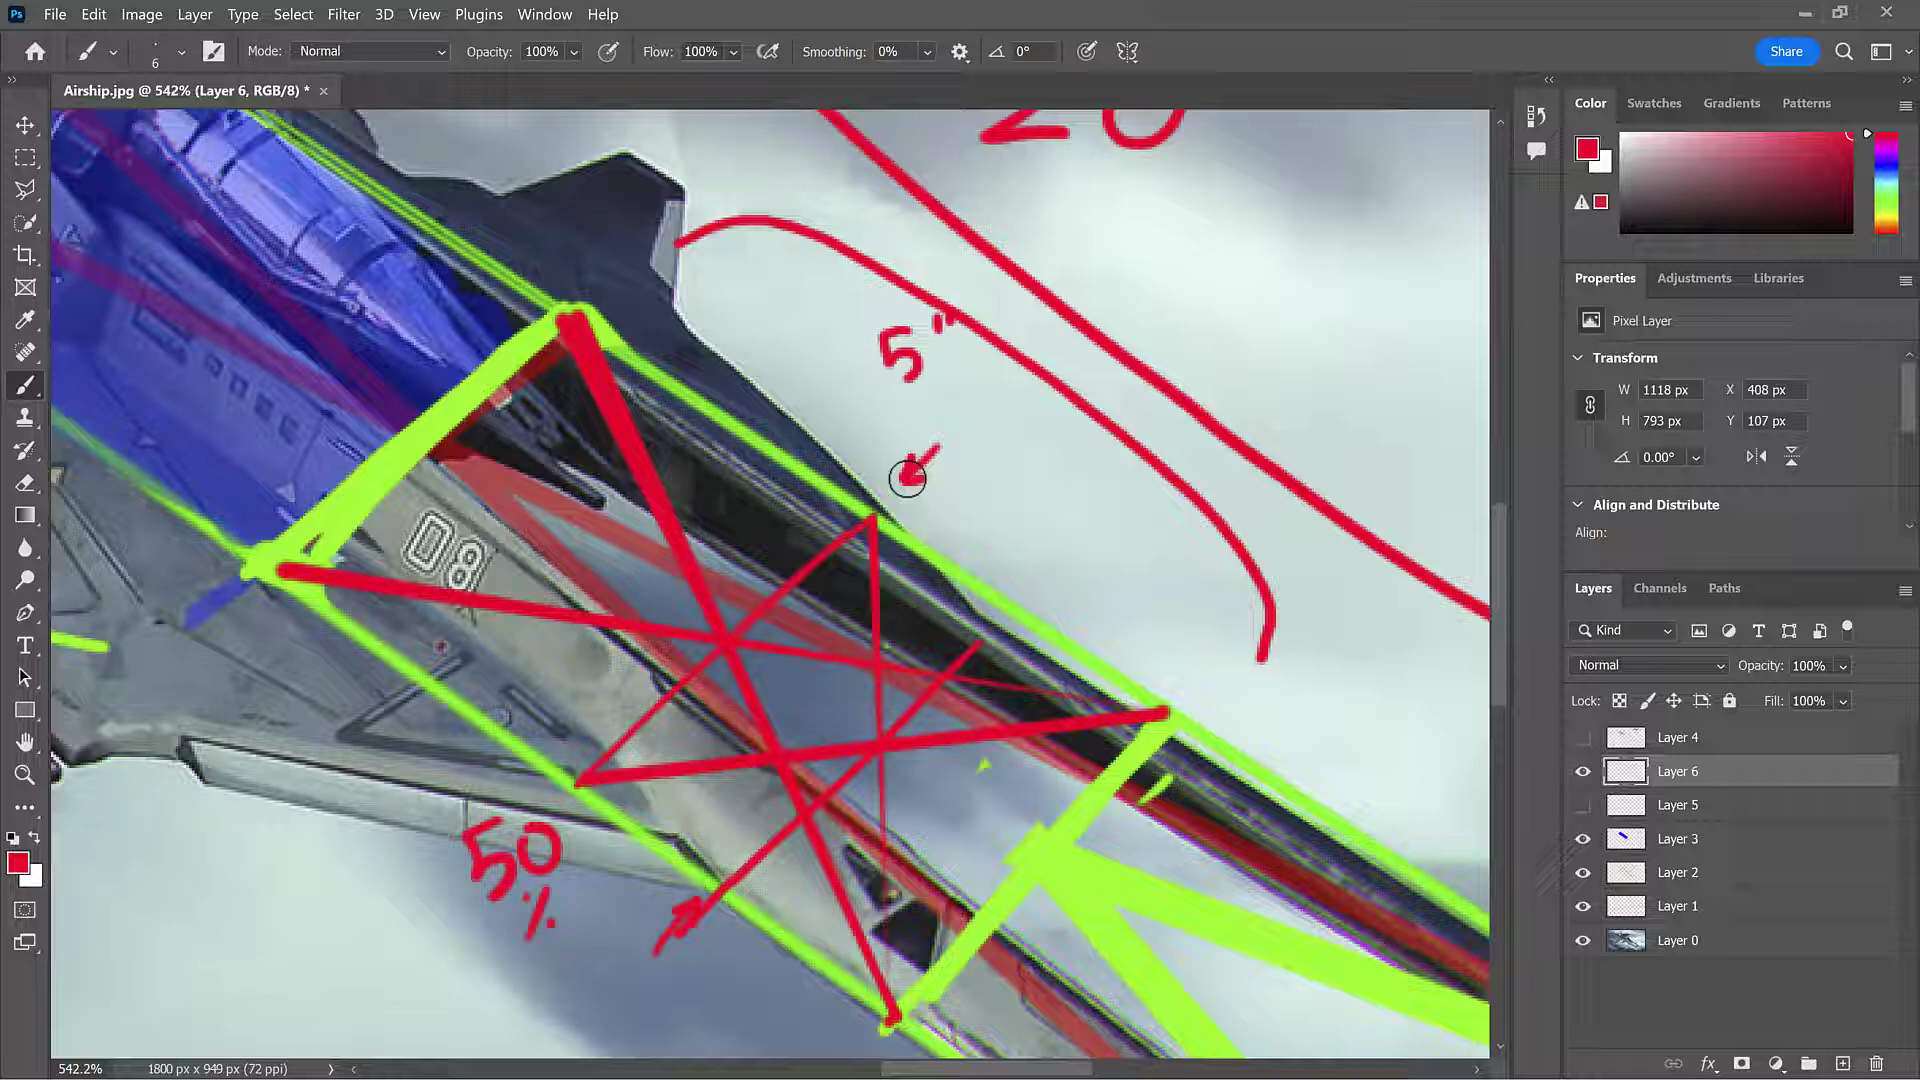 Ps File Edit Image Layer Type Select Filter 3D View Plugins Window Help
6 Mode: Normal Opacity: 100% Flow: 100% Smoothing: 0% 0° Share
Airship.jpg @ 542% (Layer 6, RGB/8) * ×
20
5"
08
50
%
Color Swatches Gradients Patterns
Properties Adjustments Libraries
Pixel Layer
Transform
W 1118 px X 408 px
H 793 px Y 107 px
0.00°
Align and Distribute
Align:
Layers Channels Paths
Kind
Normal Opacity: 100%
Lock: Fill: 100%
Layer 4
Layer 6
Layer 5
Layer 3
Layer 2
Layer 1
Layer 0
fx
542.2% 1800 px x 949 px (72 ppi)